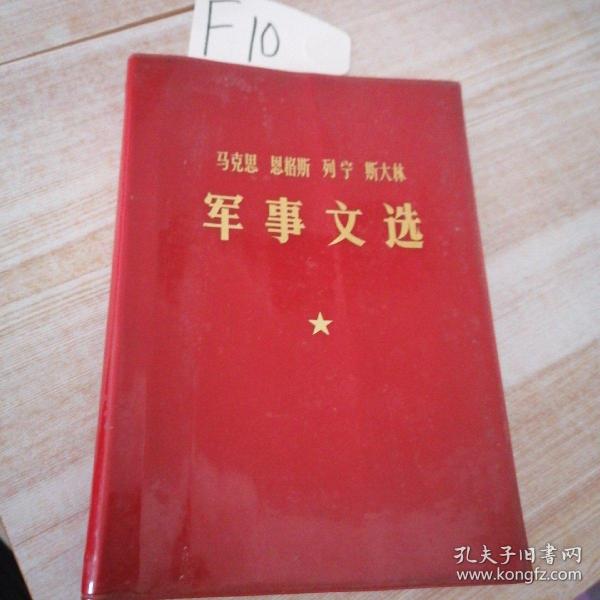 F10
马克思 恩格斯 列宁 斯大林
军事文选
孔夫子旧書网
www.kongfz.com